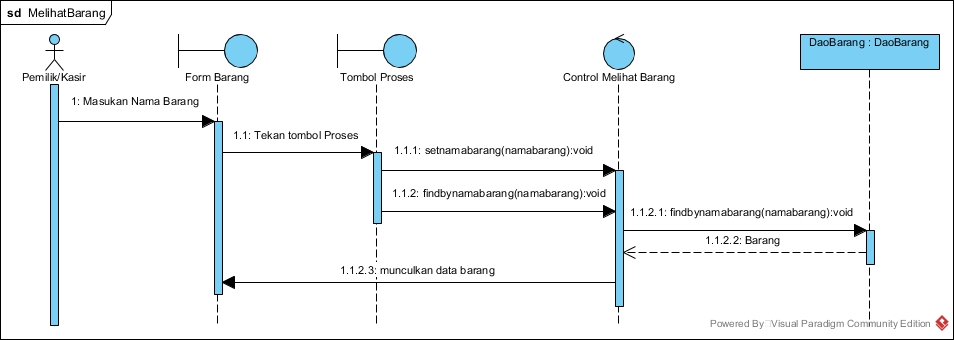 sd MelihatBarang
DaoBarang : DaoBarang
Pemilik/Kasir
Form Barang
Tombol Proses
Control Melihat Barang
1: Masukan Nama Barang
1.1: Tekan tombol Proses
1.1.1: setnamabarang(namabarang):void
1.1.2: findbynamabarang(namabarang):void
1.1.2.1: findbynamabarang(namabarang):void
1.1.2.2: Barang
1.1.2.3: munculkan data barang
Powered By Visual Paradigm Community Edition